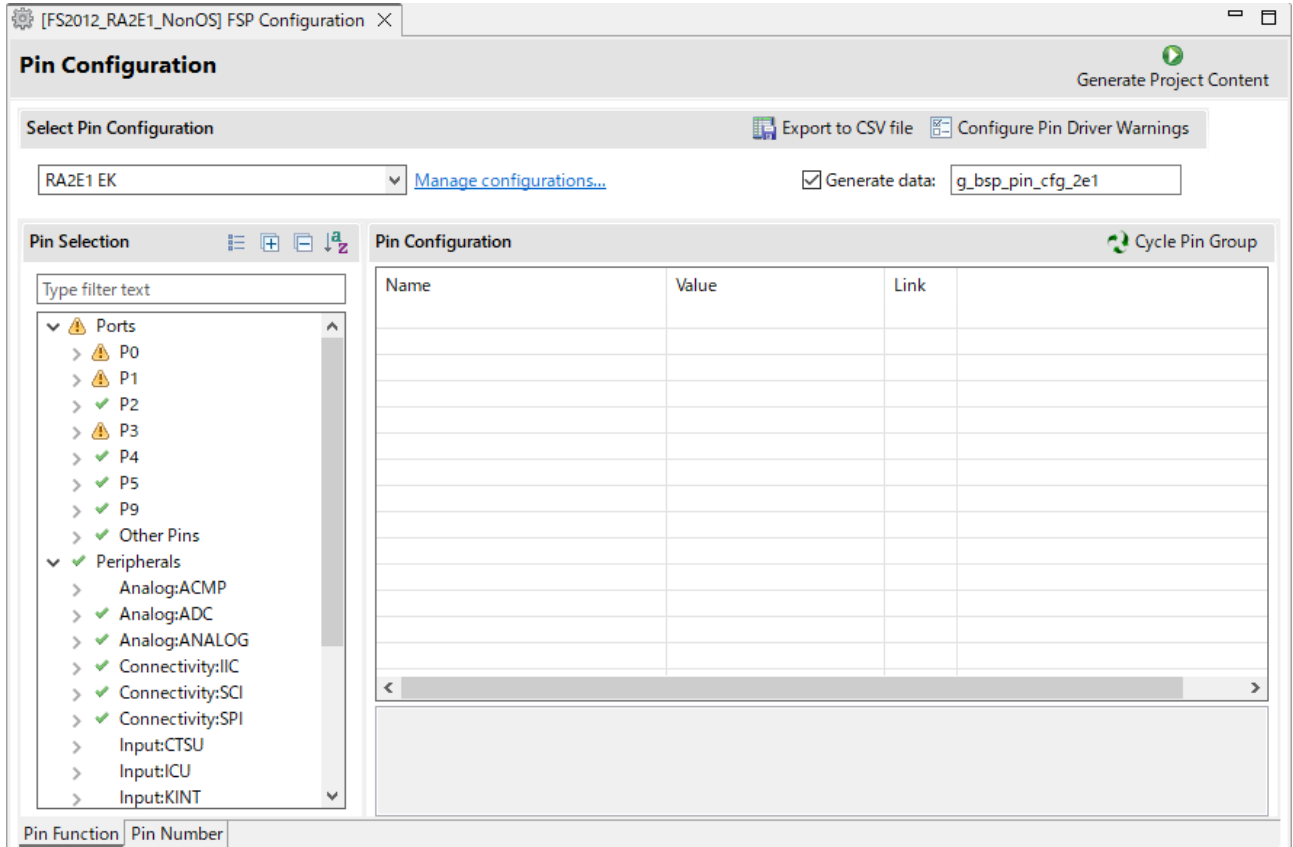 [FS2012_RA2E1_NonOS] FSP Configuration
Pin Configuration
Generate Project Content
Select Pin Configuration
Export to CSV file
Configure Pin Driver Warnings
RA2E1 EK
Manage configurations...
Generate data:
g_bsp_pin_cfg_2e1
Pin Selection
Pin Configuration
Cycle Pin Group
Type filter text
Name Value Link
Ports
P0
P1
P2
P3
P4
P5
P9
Other Pins
Peripherals
Analog:ACMP
Analog:ADC
Analog:ANALOG
Connectivity:IIC
Connectivity:SCI
Connectivity:SPI
Input:CTSU
Input:ICU
Input:KINT
Pin Function Pin Number